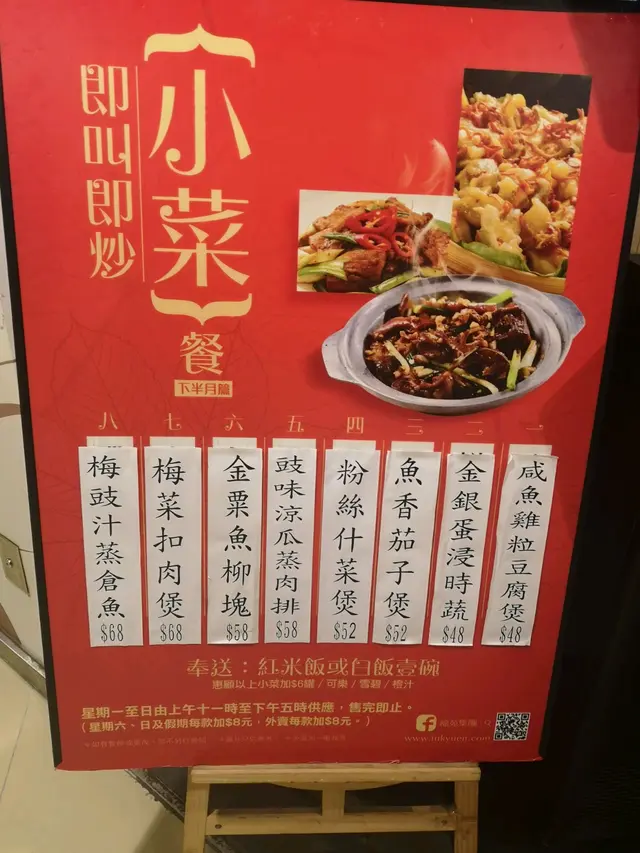 小菜
即叫即炒
餐
下半月篇
一
咸魚雞粒豆腐煲
$48
二
金銀蛋浸時蔬
$48
三
魚香茄子煲
$52
四
粉絲什菜煲
$52
五
豉味涼瓜蒸肉排
$58
六
金粟魚柳塊
$58
七
梅菜扣肉煲
$68
八
梅豉汁蒸倉魚
$68
奉送：紅米飯或白飯壹碗
惠顧以上小菜加$6罐/可樂/雪碧/橙汁
星期一至日由上午十一時至下午五時供應，售完即止。
（星期六、日及假期每款加$8元，外賣每款加$8元。）